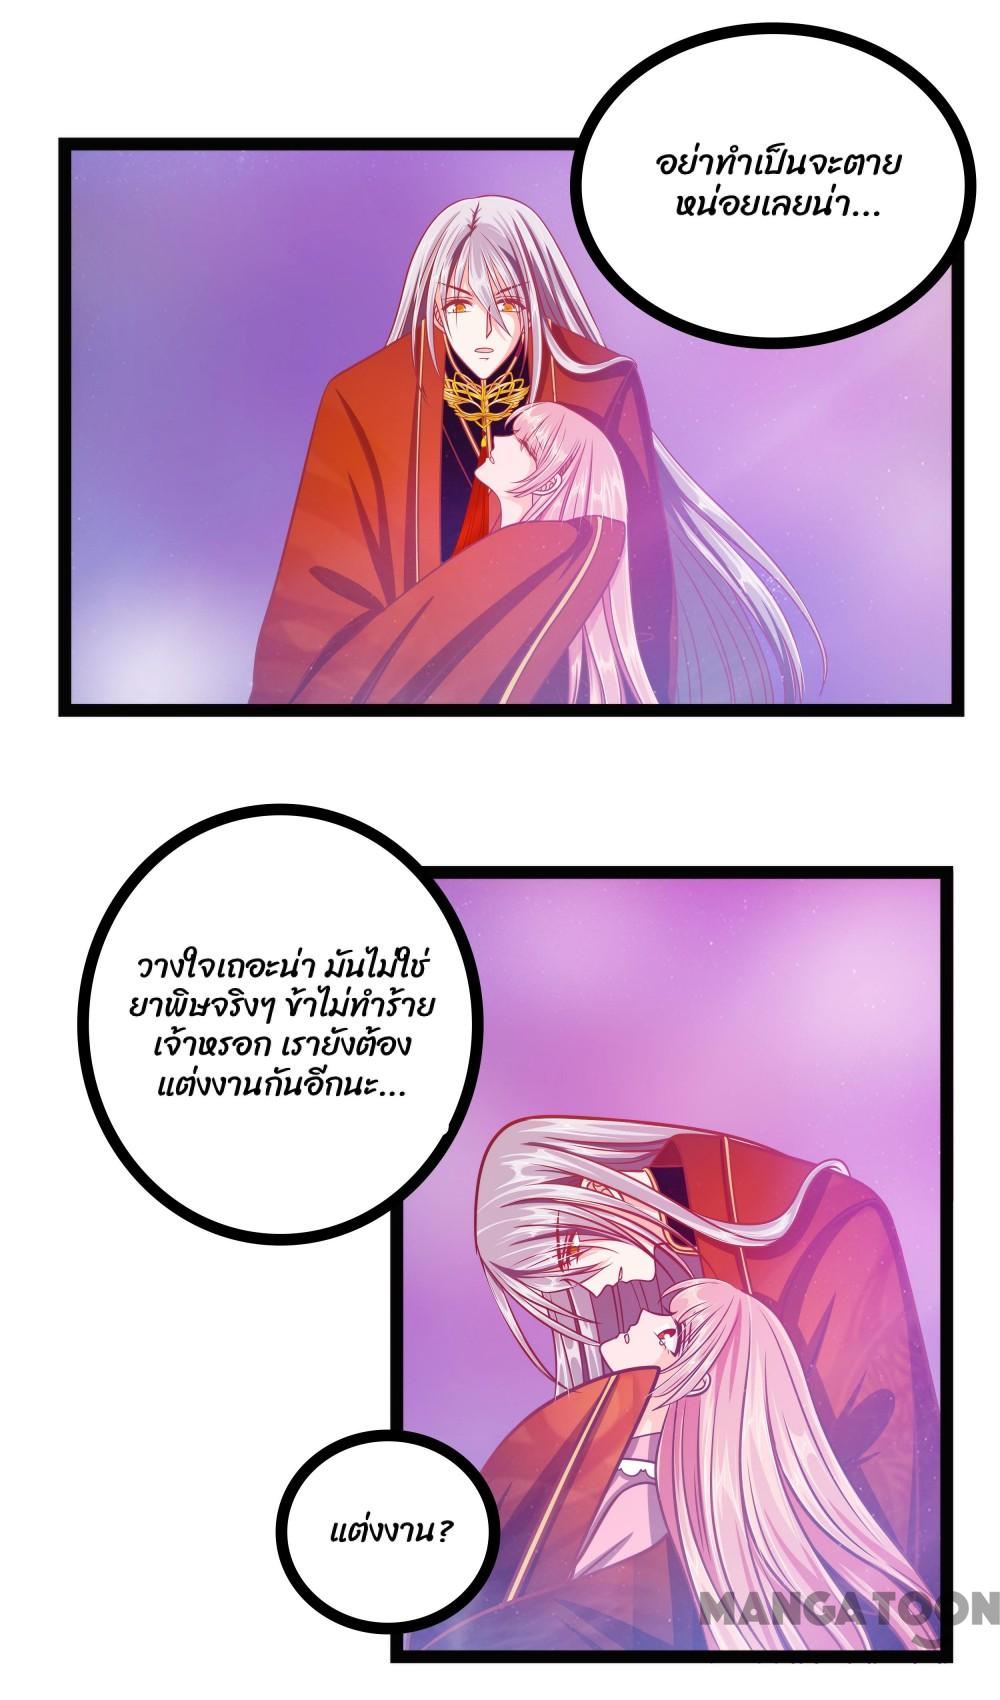 อย่าทำเป็นจะตาย
หน่อยเลยน่า...
วางใจเถอะน่า มันไม่ใช่
ยาพิษจริงๆ ข้าไม่ทำร้าย
เจ้าหรอก เรายังต้อง
แต่งงานกันอีกนะ...
แต่งงาน?
MANGATOON